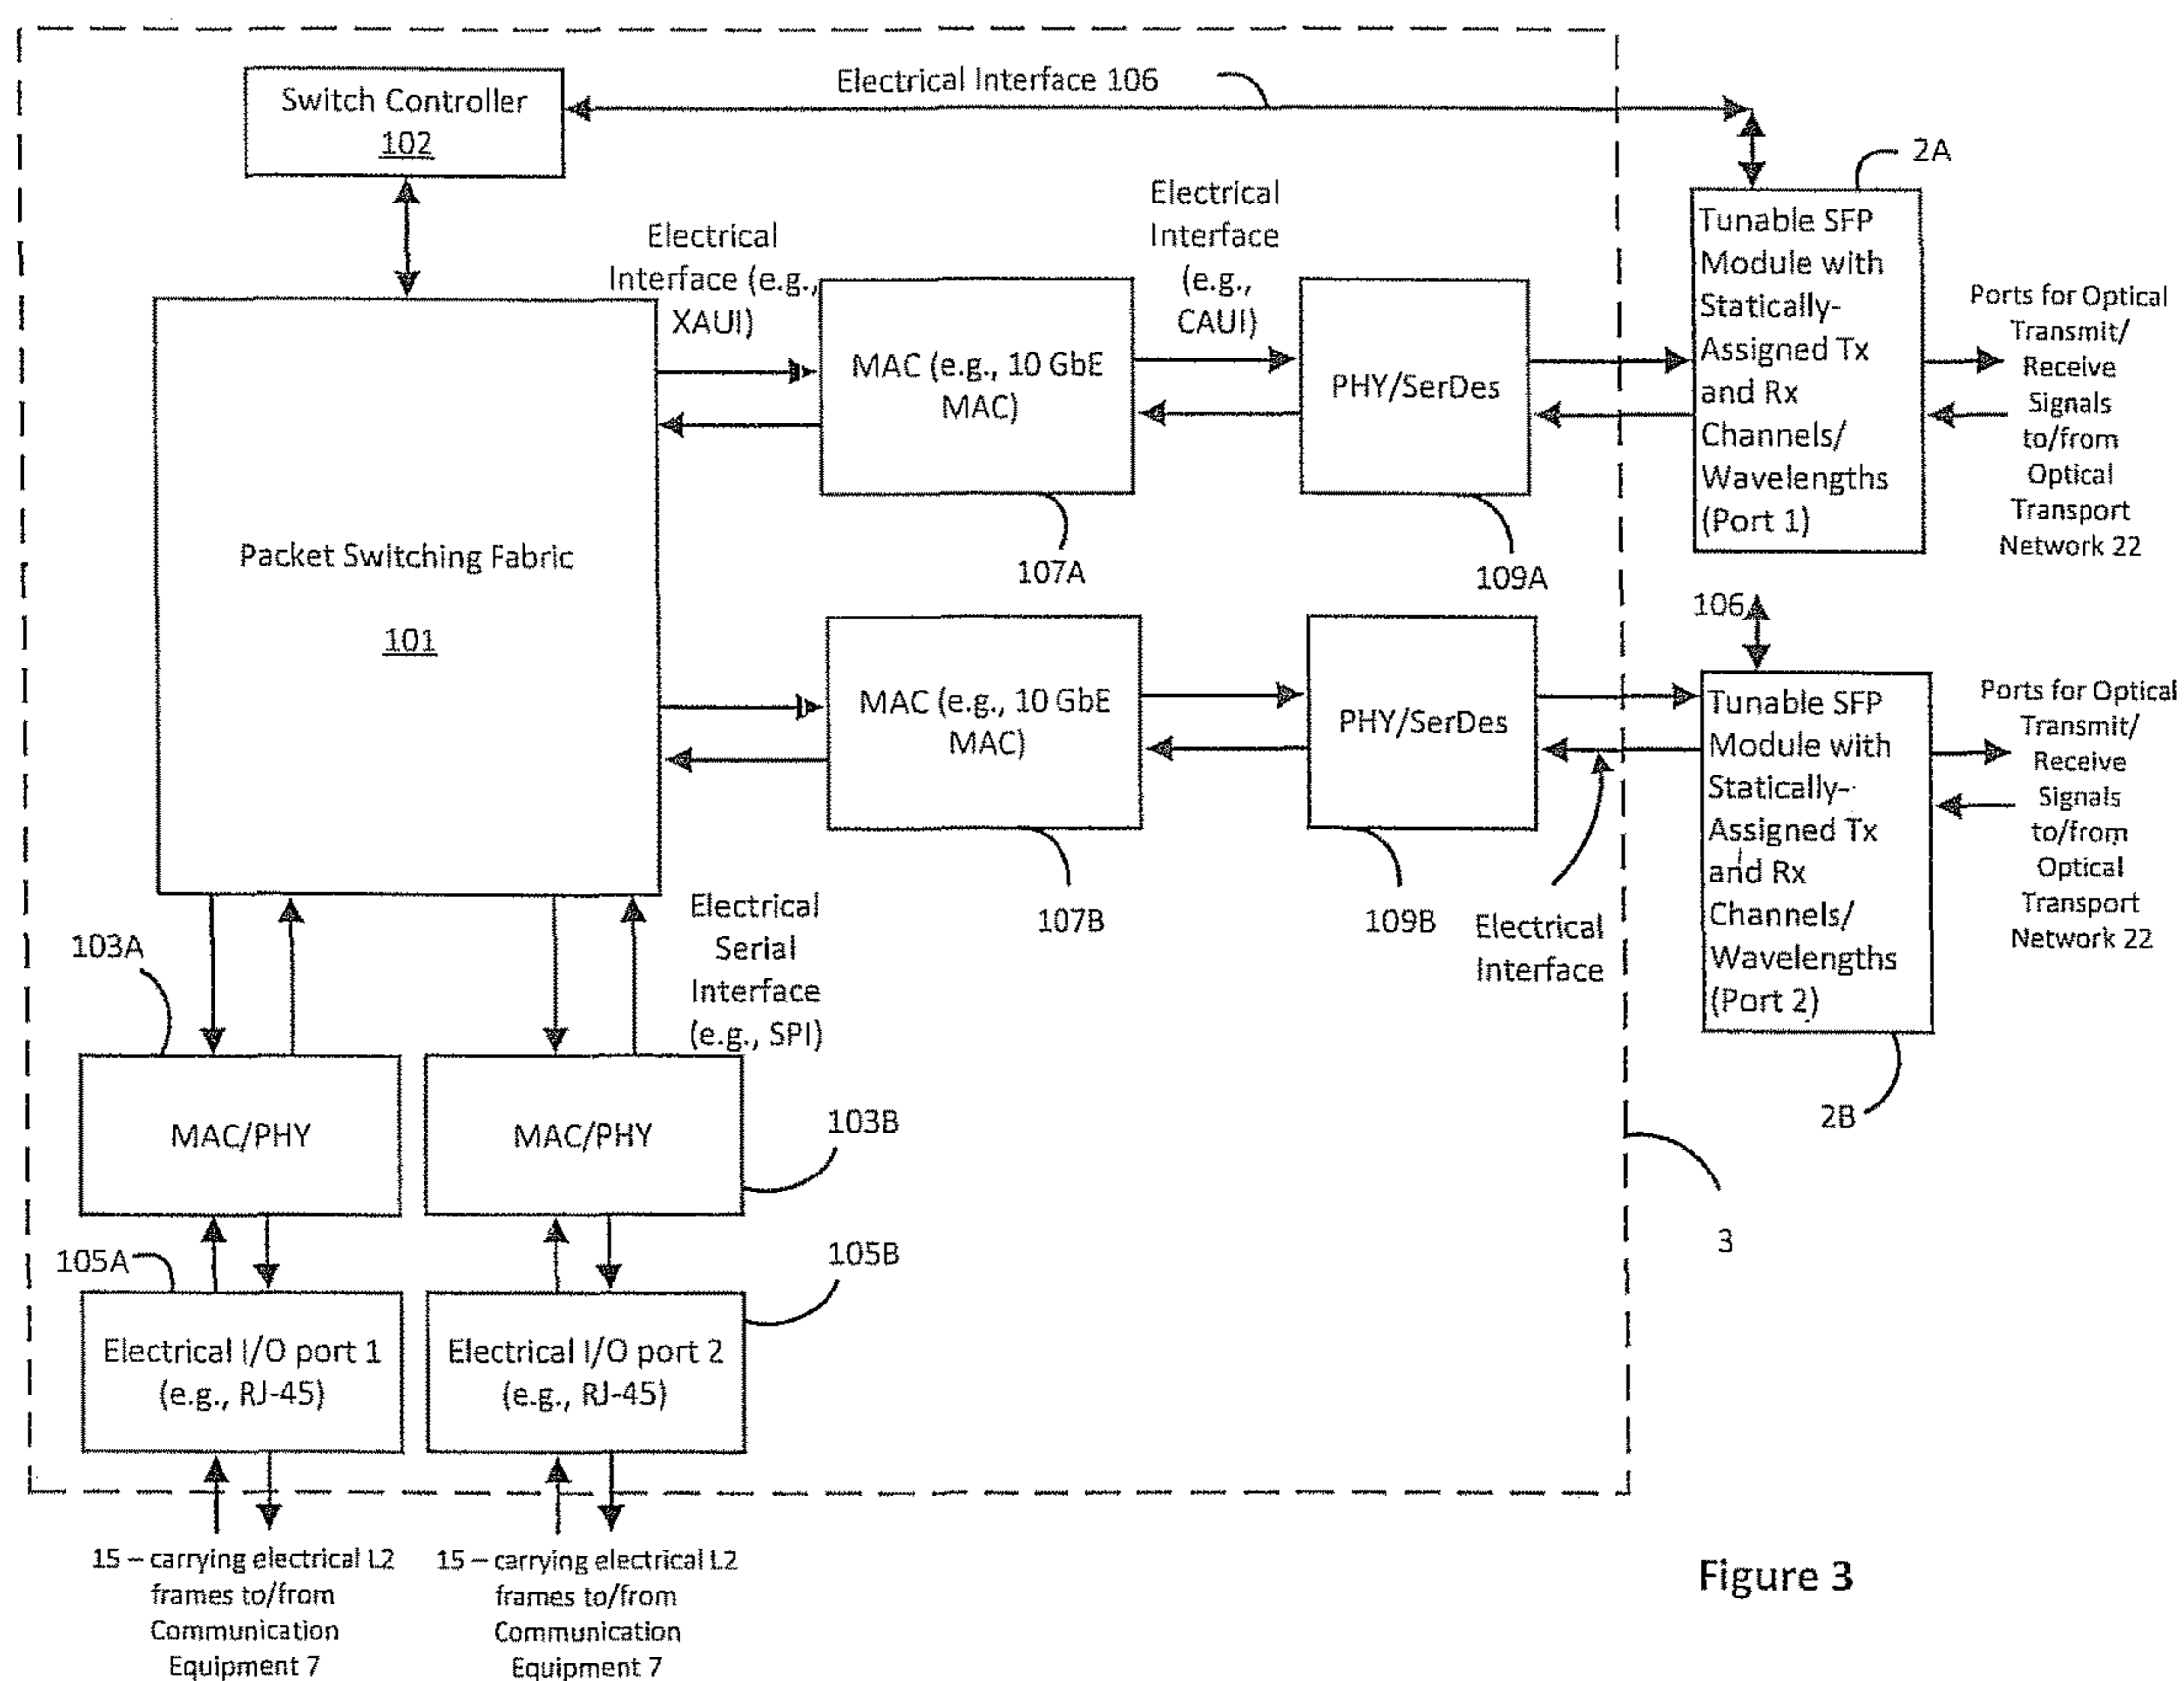 Electrical Interface 106
Switch Controller
102
2A
Electrical
Interface (e.g.,
XAUI)
Electrical
Interface
(e.g.,
CAUI)
Tunable SFP
Module with
Statically-
Assigned Tx
and Rx
Channels/
Wavelengths
(Port 1)
Ports for Optical
Transmit/
Receive
Signals
to/from
Optical
Transport
Network 22
MAC (e.g., 10 GbE
MAC)
PHY/SerDes
Packet Switching Fabric
101
107A
109A
106
MAC (e.g., 10 GbE
MAC)
PHY/SerDes
Tunable SFP
Module with
Statically-
Assigned Tx
and Rx
Channels/
Wavelengths
(Port 2)
Ports for Optical
Transmit/
Receive
Signals
to/from
Optical
Transport
Network 22
107B
109B
Electrical
Interface
103A
Electrical
Serial
Interface
(e.g., SPI)
2B
MAC/PHY
MAC/PHY
103B
3
105A
105B
Electrical I/O port 1
(e.g., RJ-45)
Electrical I/O port 2
(e.g., RJ-45)
15 – carrying electrical L2
frames to/from
Communication
Equipment 7
15 – carrying electrical L2
frames to/from
Communication
Equipment 7
Figure 3